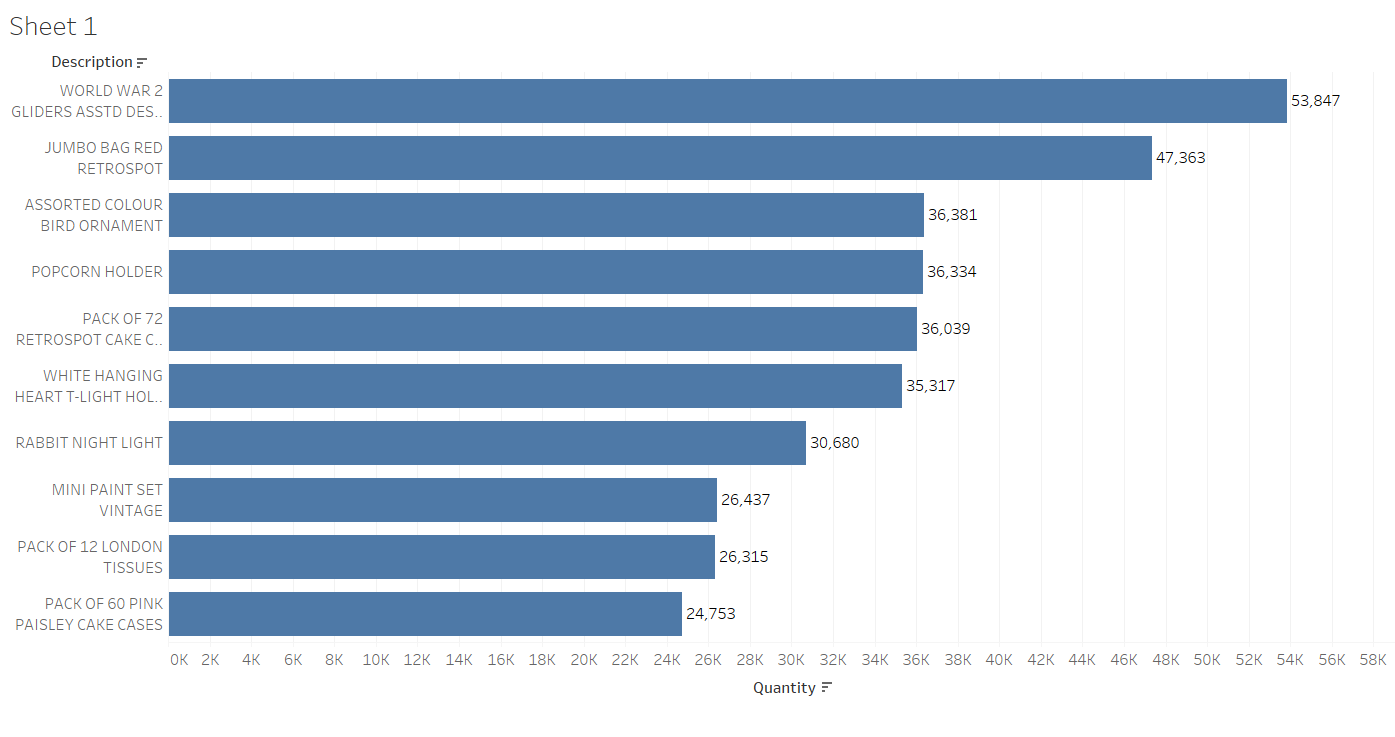 Sheet 1
Description
WORLD WAR 2
GLIDERS ASSTD DES..
53,847
JUMBO BAG RED
RETROSPOT
47,363
ASSORTED COLOUR
BIRD ORNAMENT
36,381
POPCORN HOLDER
36,334
PACK OF 72
RETROSPOT CAKE C..
36,039
WHITE HANGING
HEART T-LIGHT HOL..
35,317
RABBIT NIGHT LIGHT
30,680
MINI PAINT SET
VINTAGE
26,437
PACK OF 12 LONDON
TISSUES
26,315
PACK OF 60 PINK
PAISLEY CAKE CASES
24,753
0K 2K 4K 6K 8K 10K 12K 14K 16K 18K 20K 22K 24K 26K 28K 30K 32K 34K 36K 38K 40K 42K 44K 46K 48K 50K 52K 54K 56K 58K
Quantity